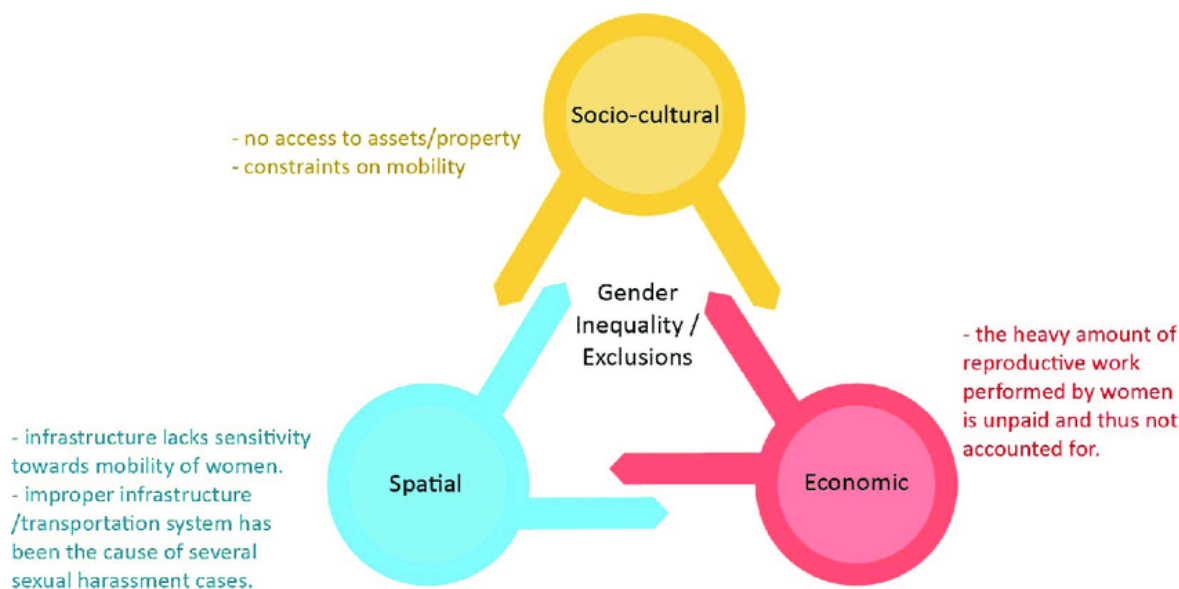 Socio-cultural
- no access to assets/property
- constraints on mobility
Gender
Inequality /
Exclusions
- the heavy amount of
reproductive work
performed by women
is unpaid and thus not
accounted for.
- infrastructure lacks sensitivity
towards mobility of women.
- improper infrastructure
/transportation system has
been the cause of several
sexual harassment cases.
Spatial
Economic